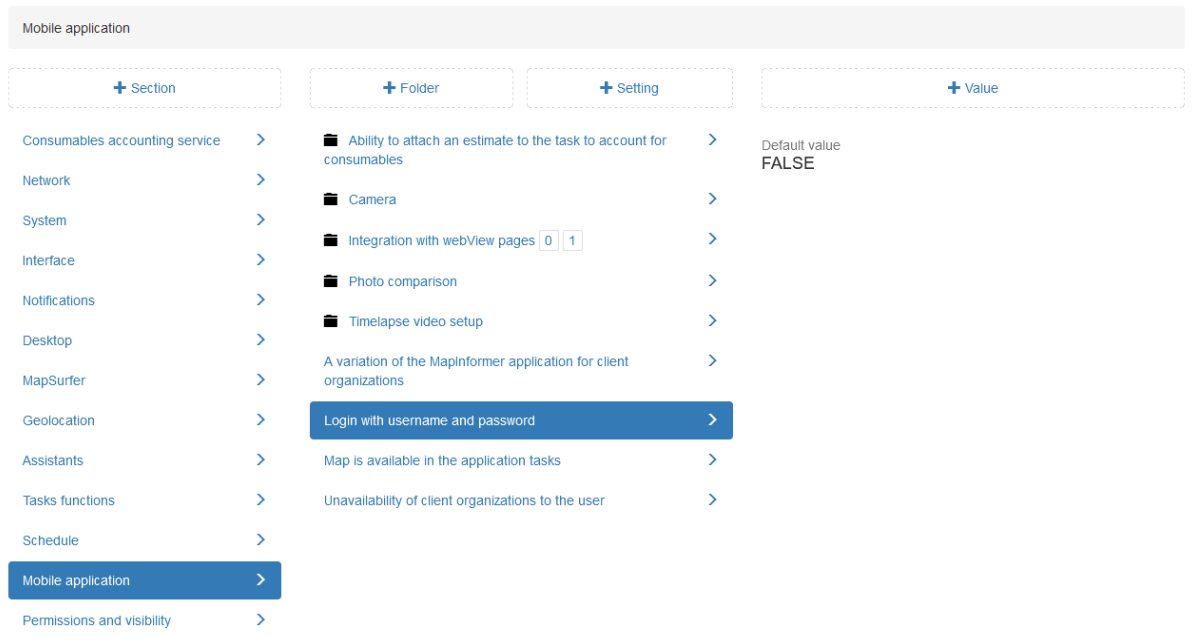 Mobile application
Section
Folder
Setting
Value
Consumables accounting service
Network
System
Interface
Notifications
Desktop
MapSurfer
Geolocation
Assistants
Tasks functions
Schedule
Mobile application
Permissions and visibility
Ability to attach an estimate to the task to account for
consumables
Camera
Integration with webView pages 0 1
Photo comparison
Timelapse video setup
A variation of the MapInformer application for client
organizations
Login with username and password
Map is available in the application tasks
Unavailability of client organizations to the user
Default value
FALSE